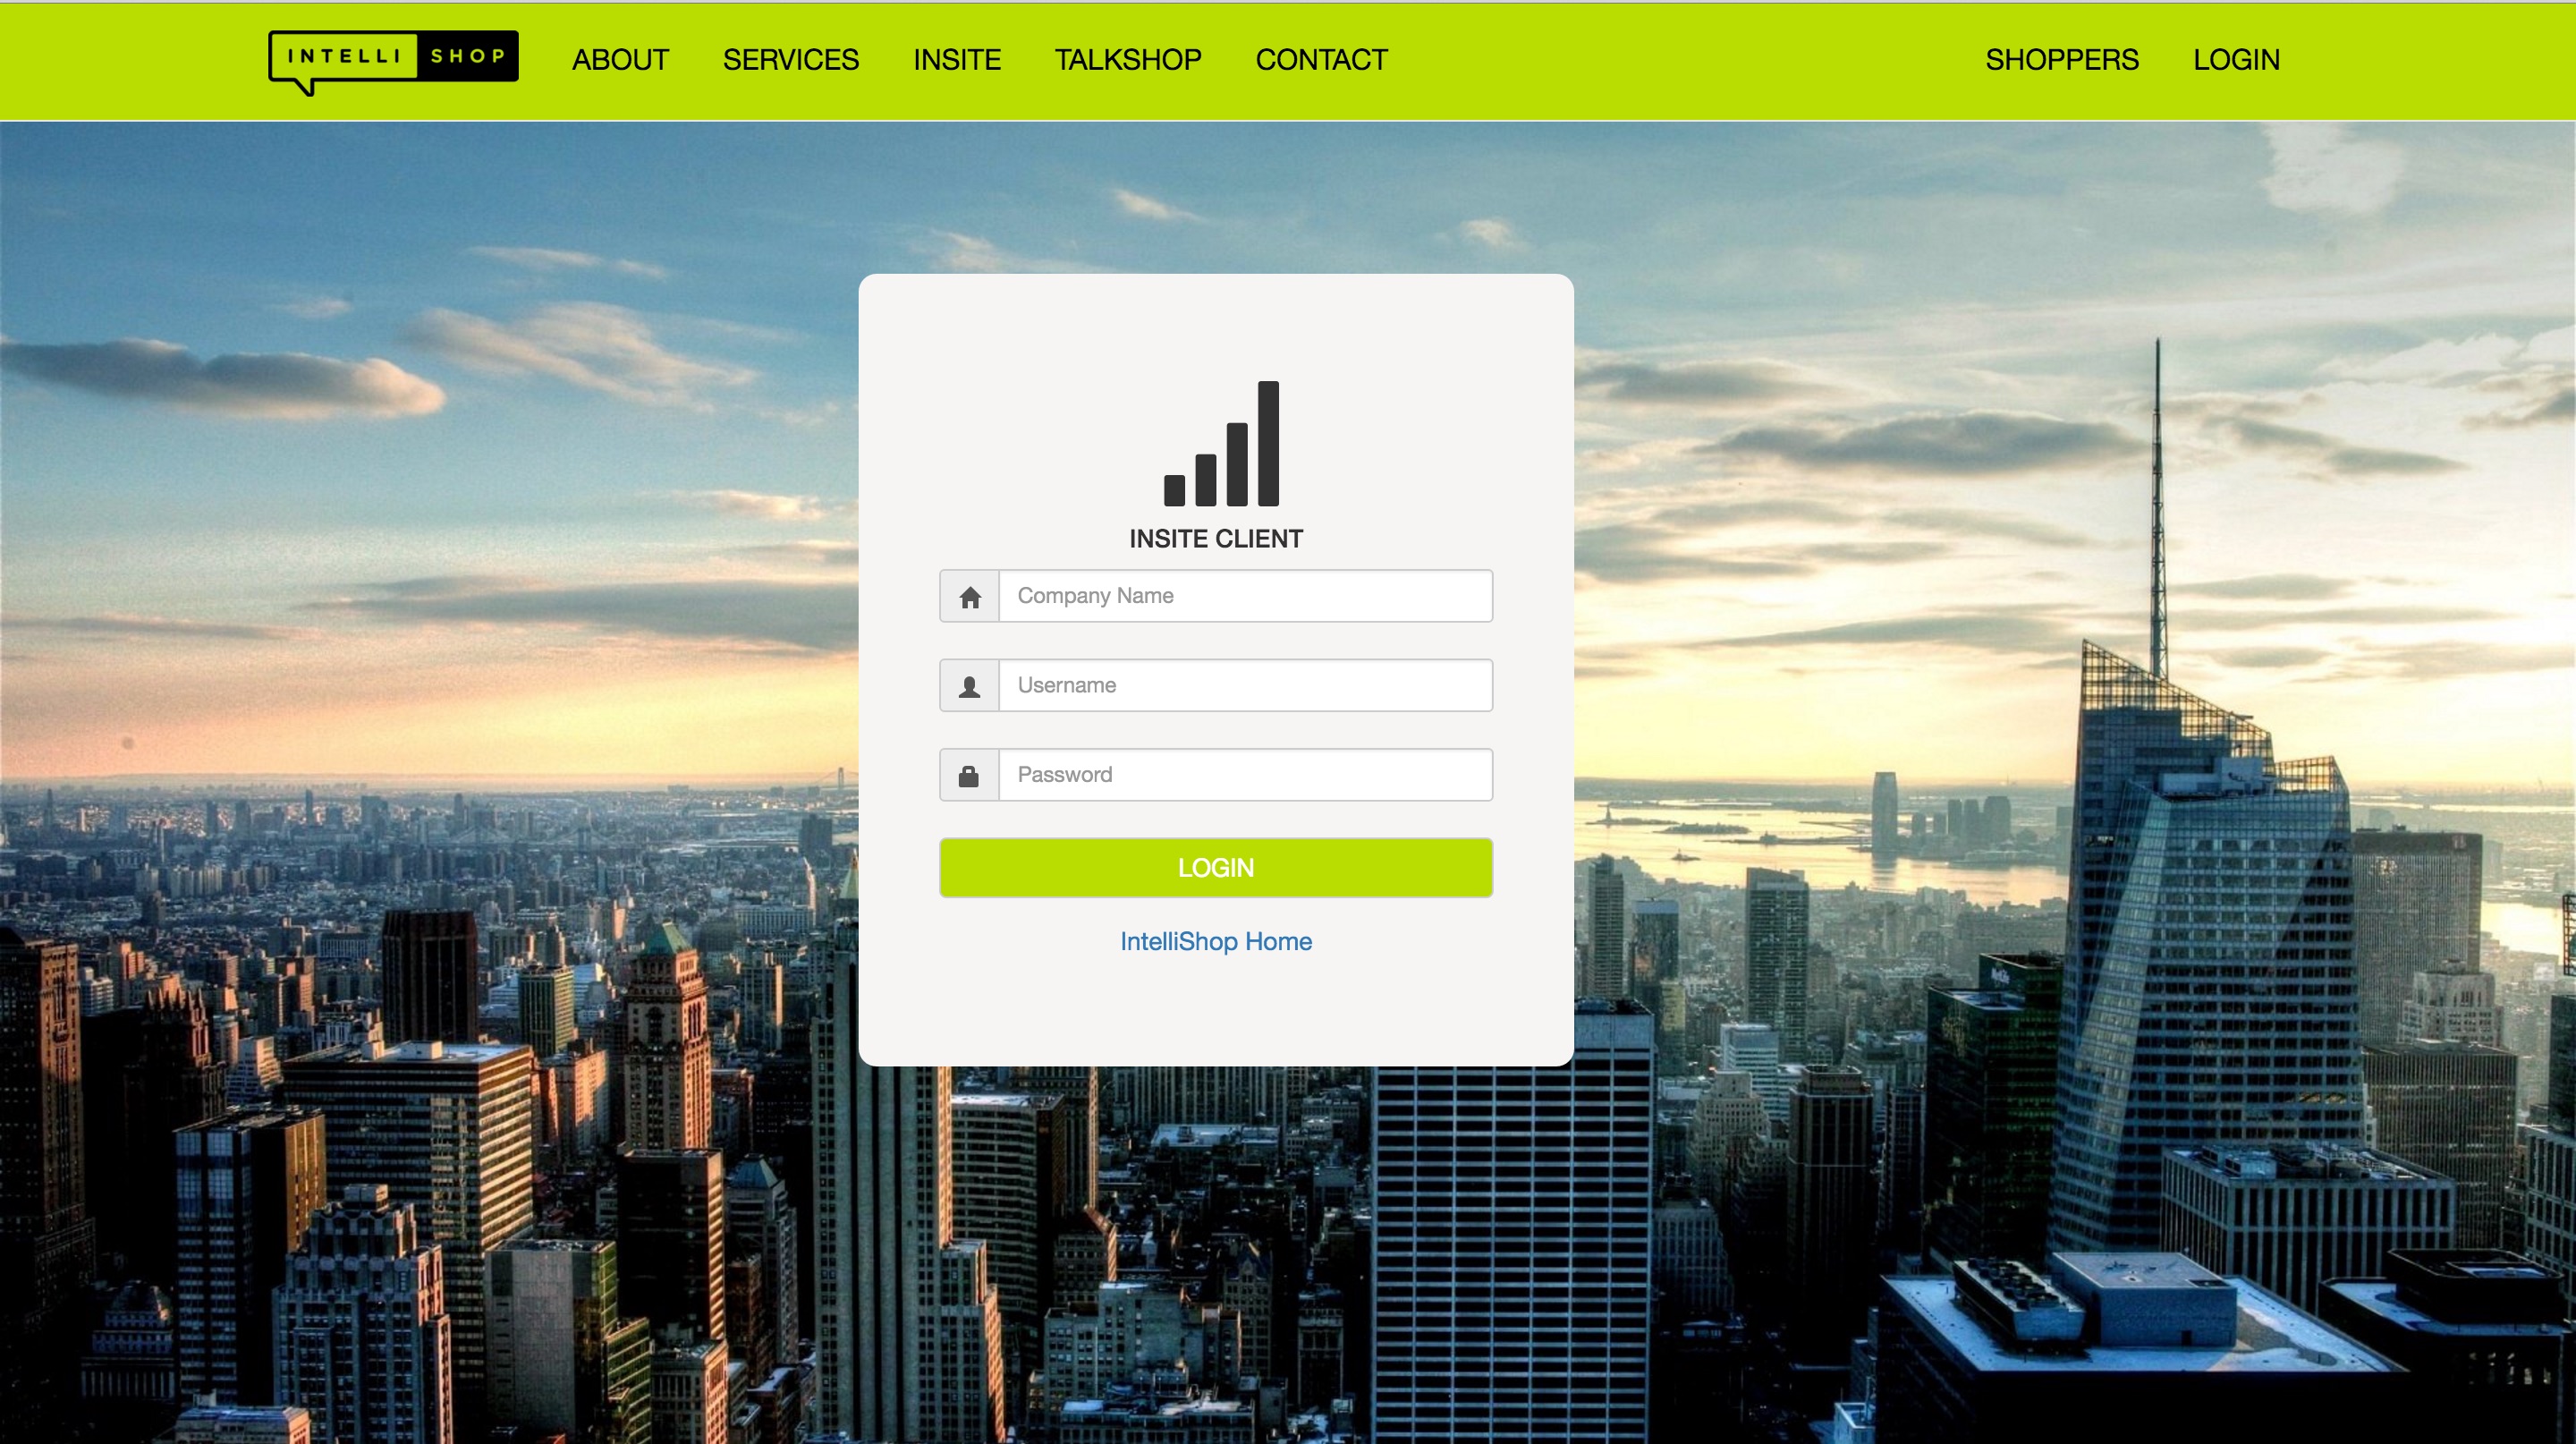 INTELLI SHOP ABOUT SERVICES INSITE TALKSHOP CONTACT SHOPPERS LOGIN
INSITE CLIENT
Company Name
Username
Password
LOGIN
IntelliShop Home